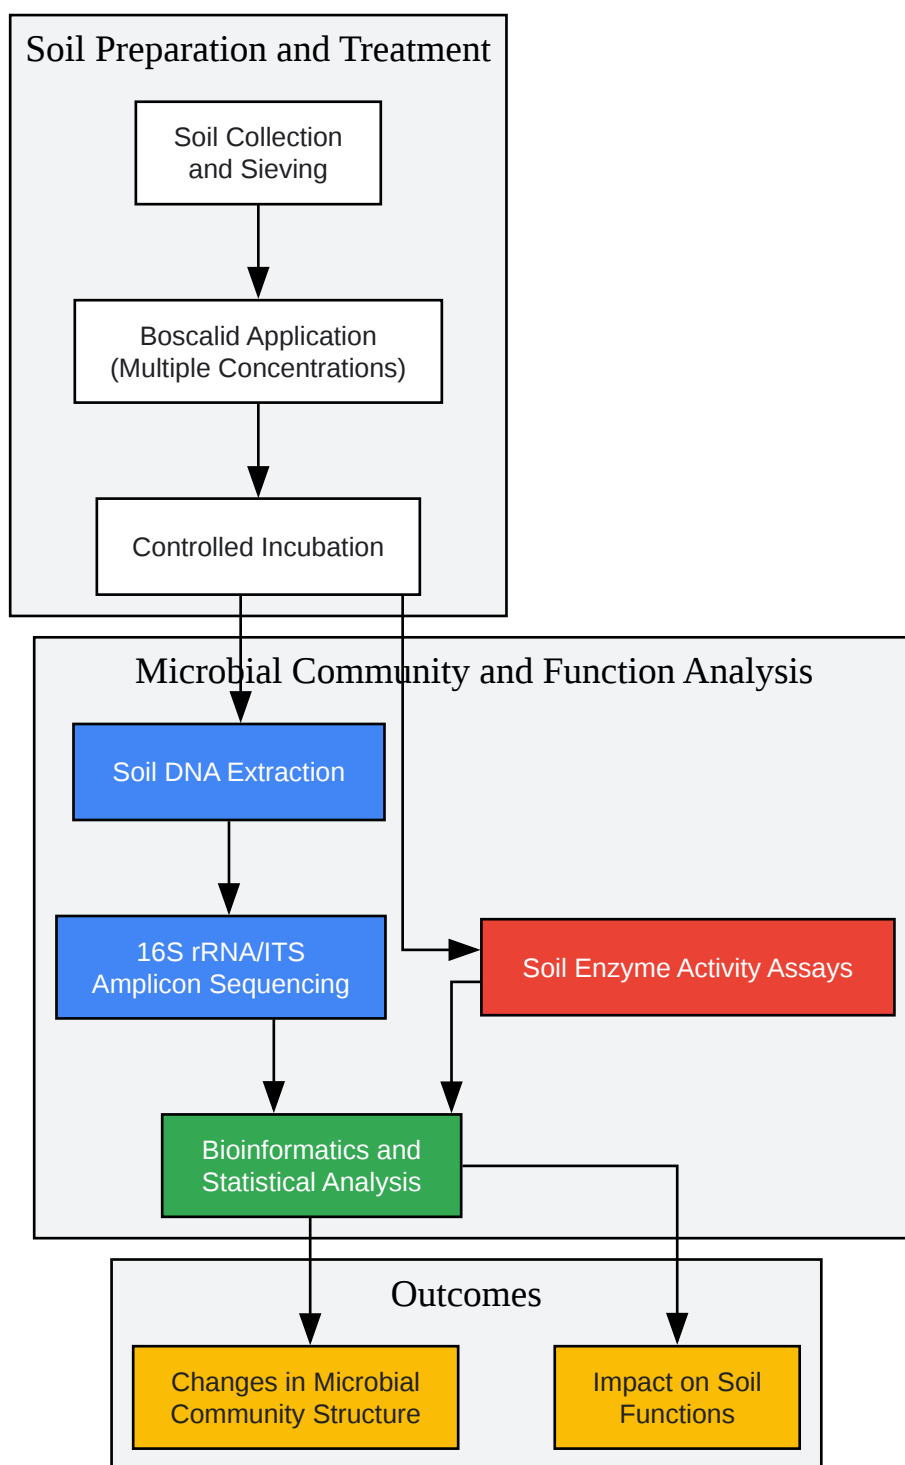 Soil Preparation and Treatment
Soil Collection
and Sieving
Boscalid Application
(Multiple Concentrations)
Controlled Incubation
Microbial Community and Function Analysis
Soil DNA Extraction
16S rRNA/ITS
Amplicon Sequencing
Soil Enzyme Activity Assays
Bioinformatics and
Statistical Analysis
Outcomes
Changes in Microbial
Community Structure
Impact on Soil
Functions